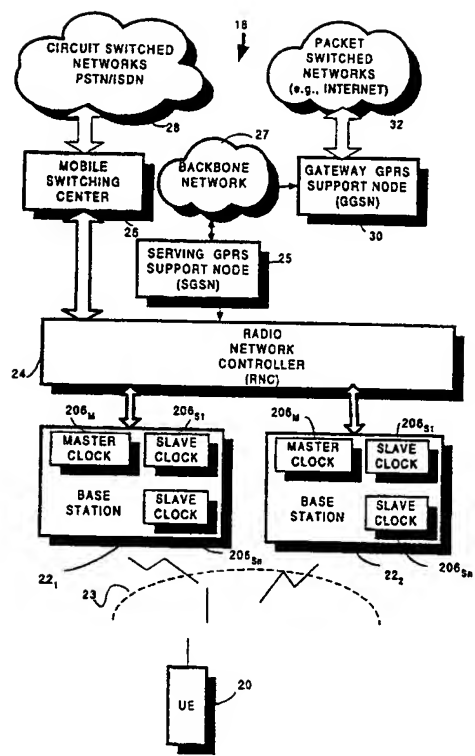 CIRCUIT SWITCHED
NETWORKS
PSTN/ISDN
28
18
PACKET
SWITCHED
NETWORKS
(e.g., INTERNET)
32
27
BACKBONE
NETWORK
MOBILE
SWITCHING
CENTER
26
GATEWAY GPRS
SUPPORT NODE
(GGSN)
30
25
SERVING GPRS
SUPPORT NODE
(SGSN)
24
RADIO
NETWORK
CONTROLLER
(RNC)
206M
206S1
MASTER
CLOCK
SLAVE
CLOCK
BASE
STATION
SLAVE
CLOCK
206Sn
221
206M
206S1
MASTER
CLOCK
SLAVE
CLOCK
BASE
STATION
SLAVE
CLOCK
206Sn
222
23
20
UE